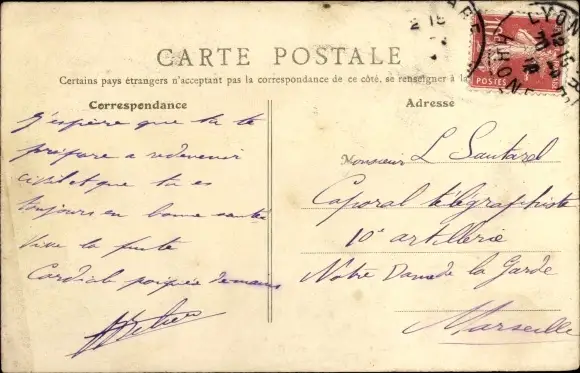 CARTE POSTALE
Certains pays étrangers n'acceptant pas la correspondance de ce côté, se renseigner à la
Correspondance
J'espère que tu te
prépare a redevenir
civil et que tu es
toujours en bonne santé
Vive la fuite
Cordiale poignée de mains
Adresse
Monsieur L Sautarel
Caporal télégraphiste
10e artillerie
Notre Dame de la Garde
Marseille
POSTES
LYON